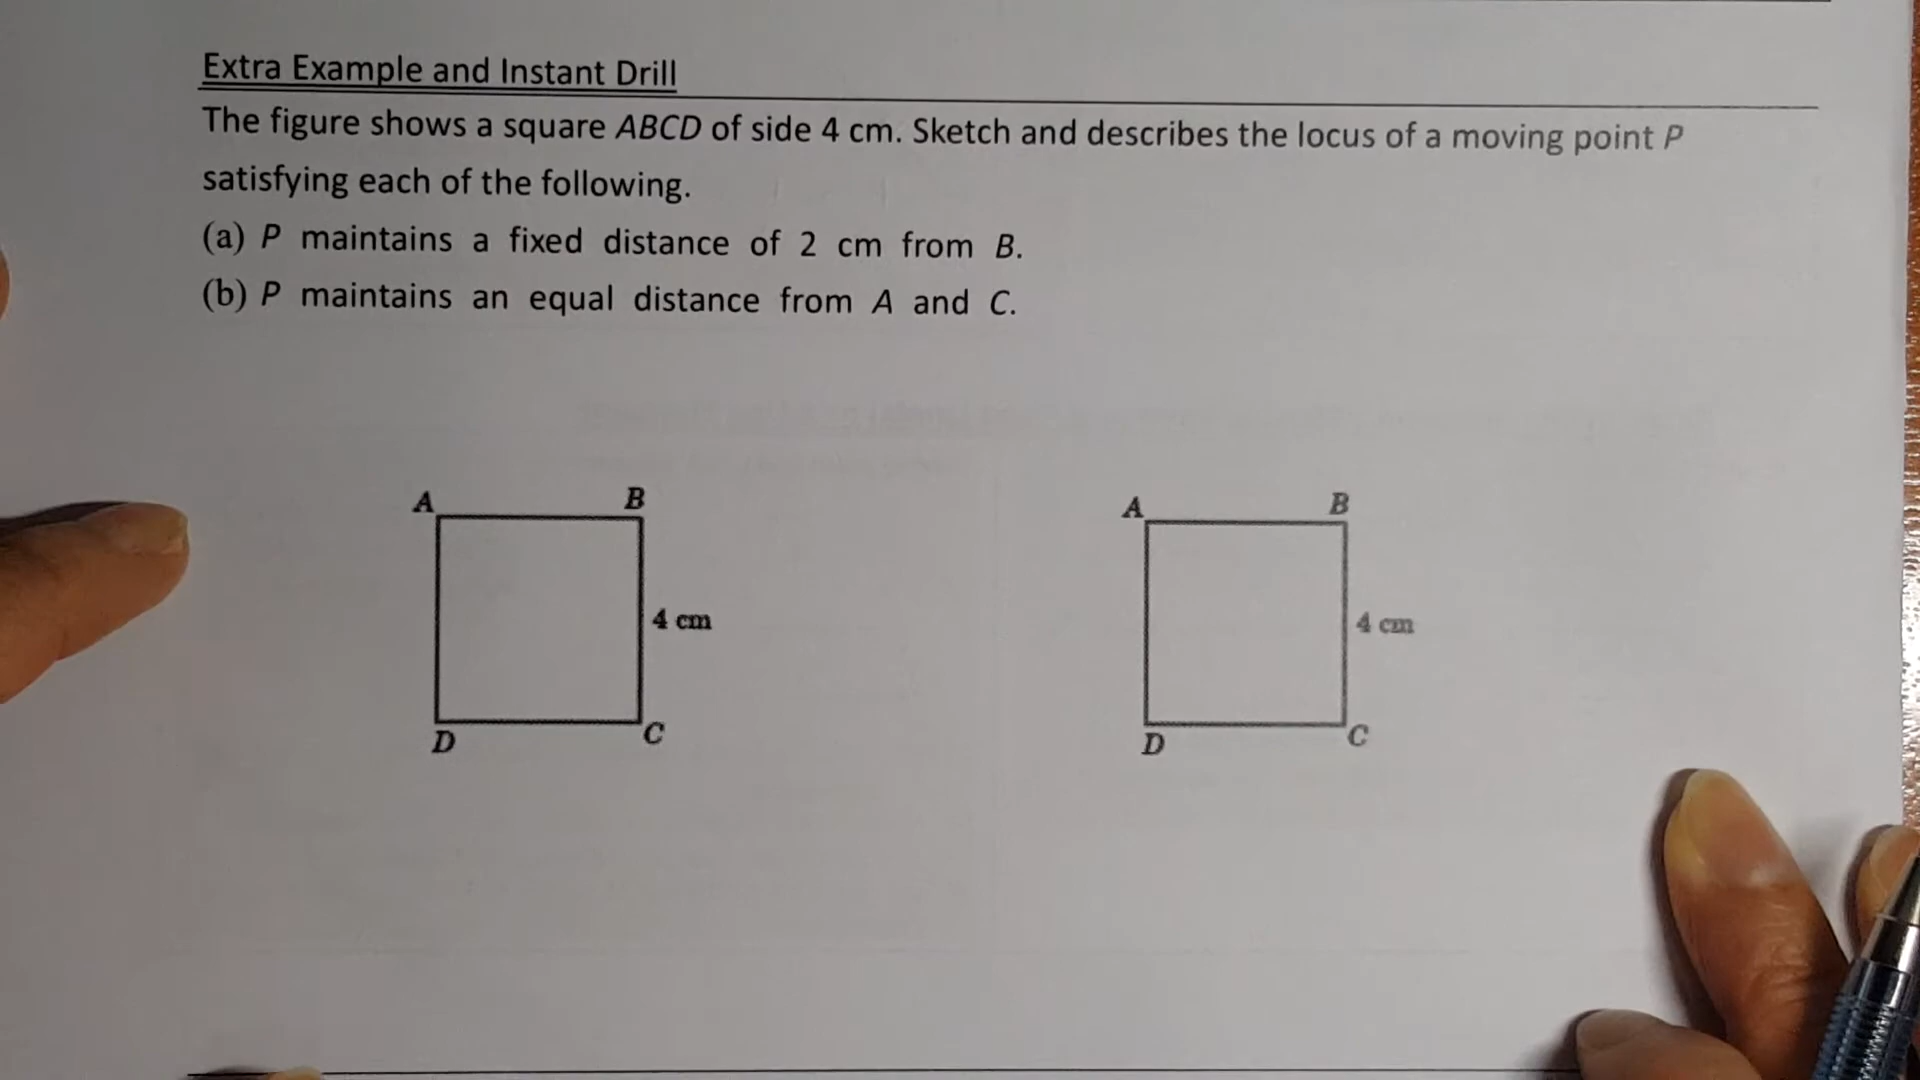 Extra Example and Instant Drill
The figure shows a square ABCD of side 4 cm. Sketch and describes the locus of a moving point P
satisfying each of the following.
(a) P maintains a fixed distance of 2 cm from B.
(b) P maintains an equal distance from A and C.
A B
4 cm
D C
A B
4 cm
D C